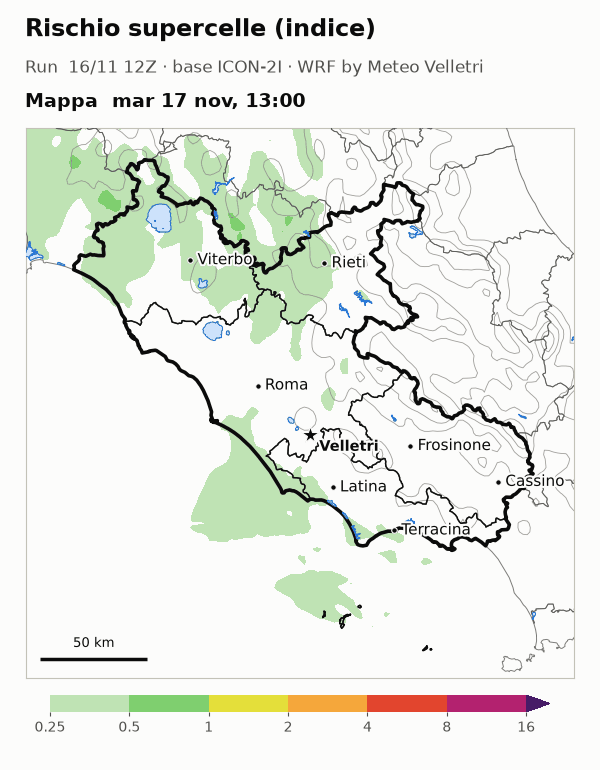 Rischio supercelle (indice)
Run  16/11 12Z · base ICON-2I · WRF by Meteo Velletri
Mappa  mar 17 nov, 13:00
Viterbo
Rieti
Roma
Velletri
Frosinone
Cassino
Latina
Terracina
50 km
0.25 0.5 1 2 4 8 16